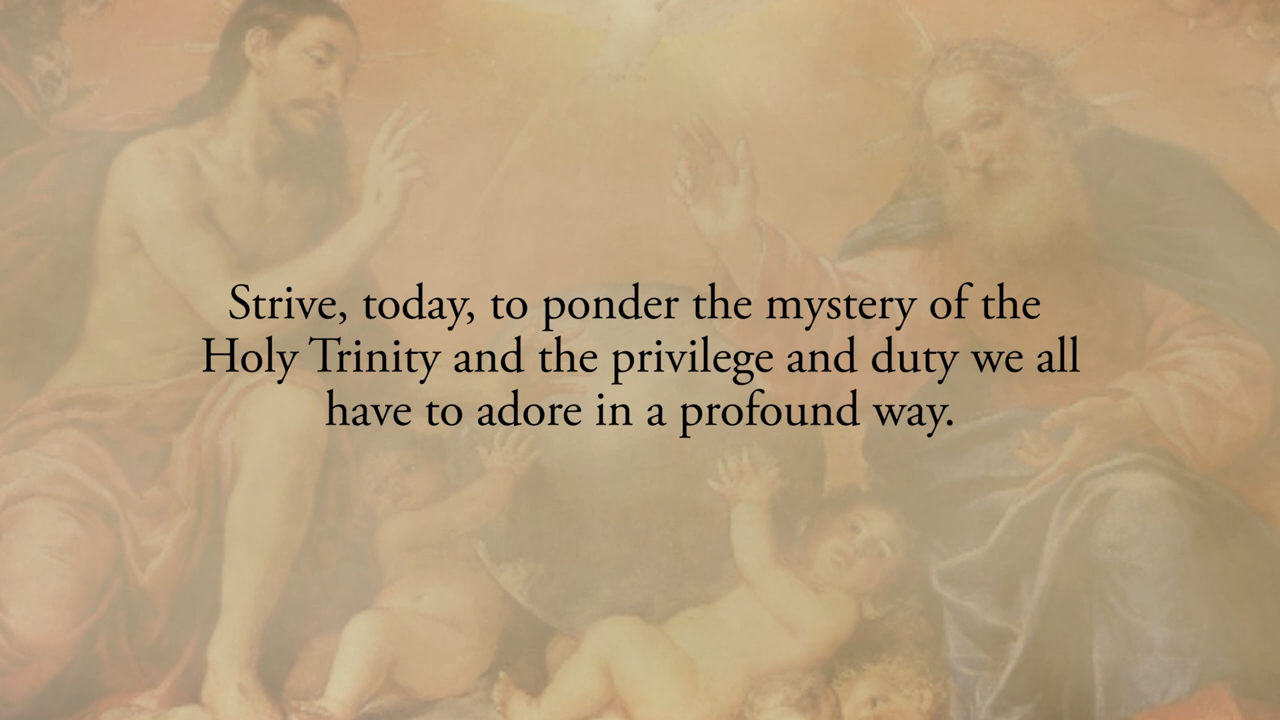 Strive, today, to ponder the mystery of the
Holy Trinity and the privilege and duty we all
have to adore in a profound way.